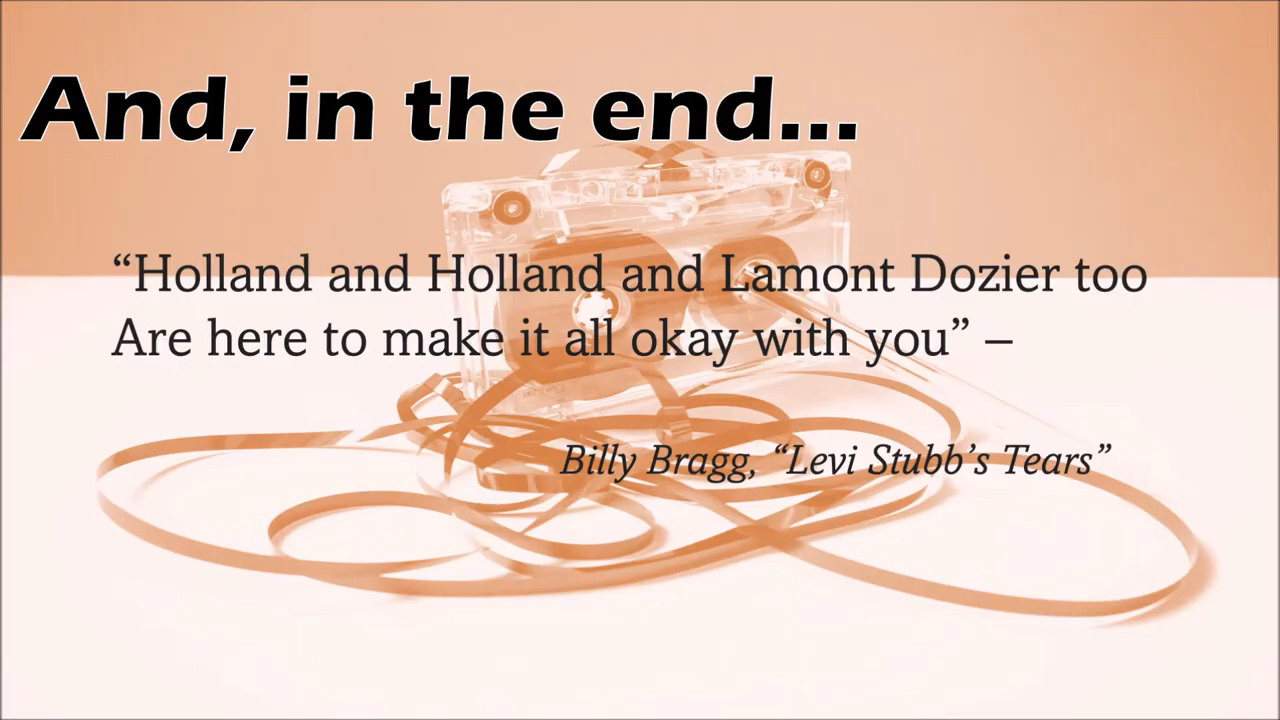 And, in the end...
“Holland and Holland and Lamont Dozier too
Are here to make it all okay with you” –
Billy Bragg, “Levi Stubb’s Tears”